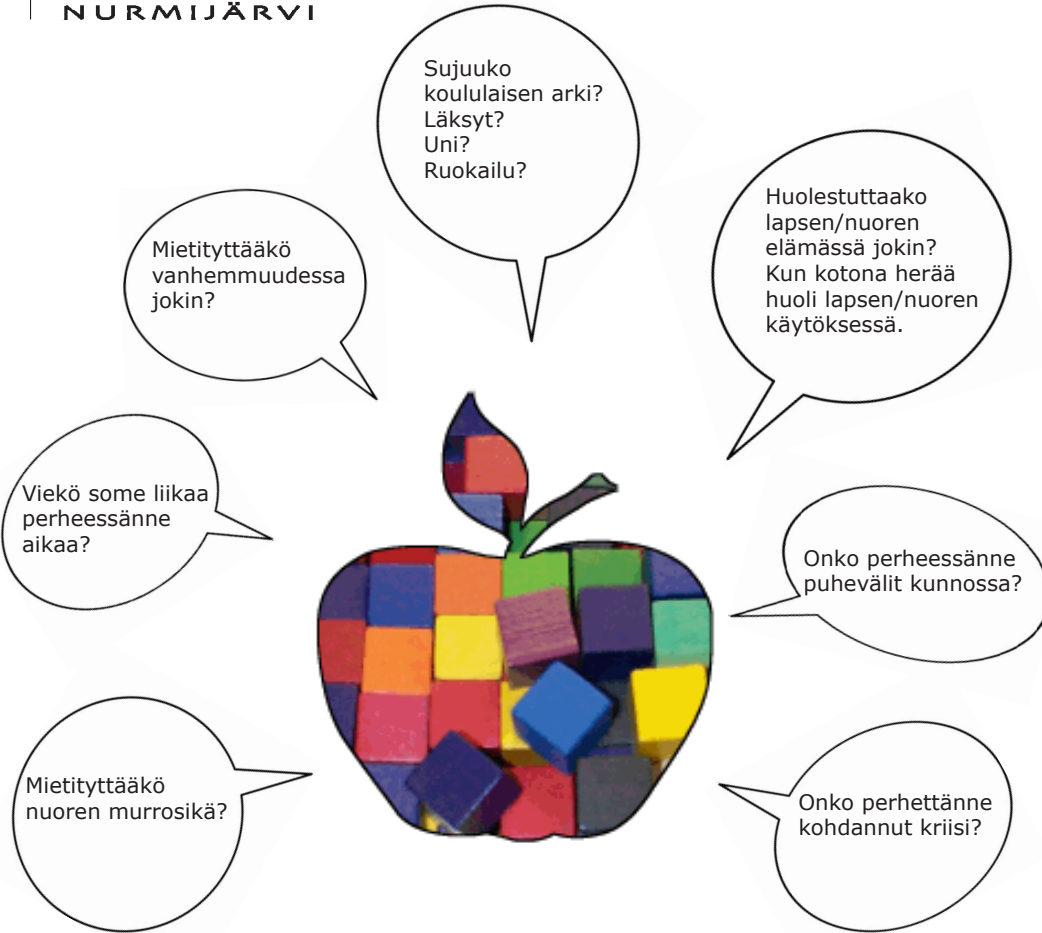 NURMIJÄRVI
Sujuuko
koululaisen arki?
Läksyt?
Uni?
Ruokailu?
Huolestuttaako
lapsen/nuoren
elämässä jokin?
Kun kotona herää
huoli lapsen/nuoren
käytöksessä.
Mietityttääkö
vanhemmuudessa
jokin?
Viekö some liikaa
perheessänne
aikaa?
Onko perheessänne
puhevälit kunnossa?
Mietityttääkö
nuoren murrosikä?
Onko perhettänne
kohdannut kriisi?